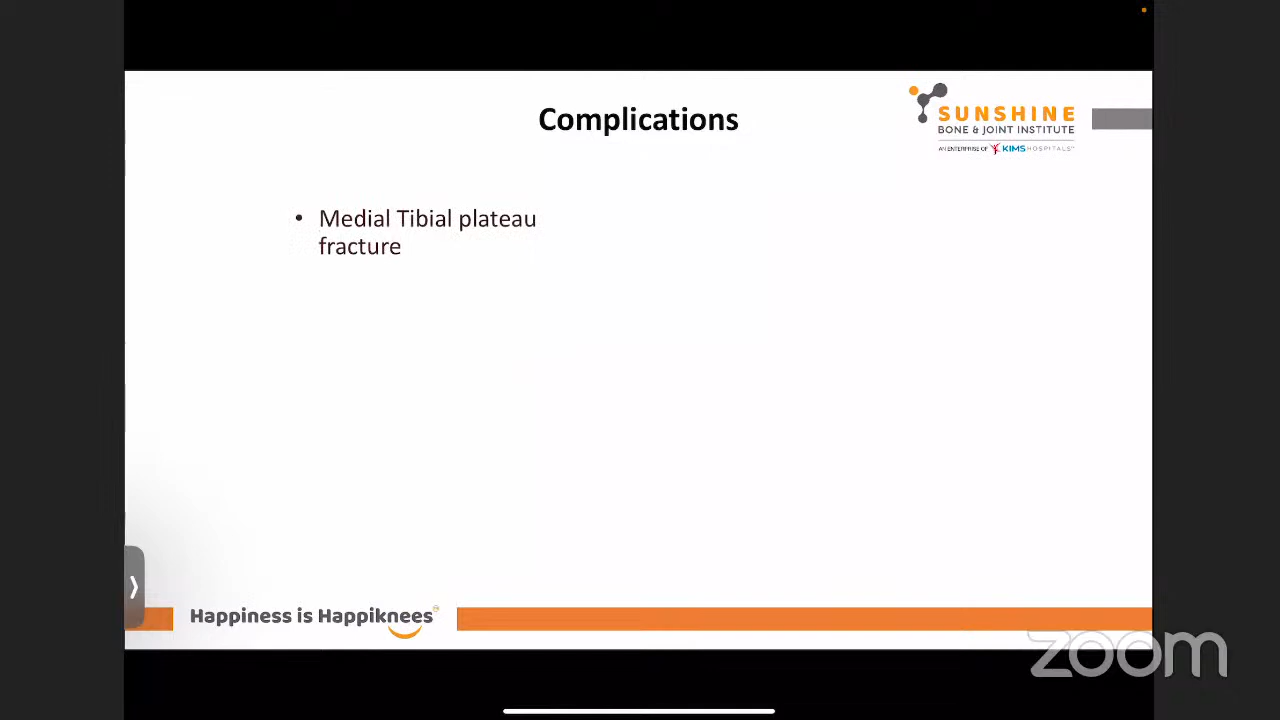 Complications
SUNSHINE
BONE & JOINT INSTITUTE
AN ENTERPRISE OF KIMS HOSPITALS
• Medial Tibial plateau
fracture
Happiness is Happiknees
zoom